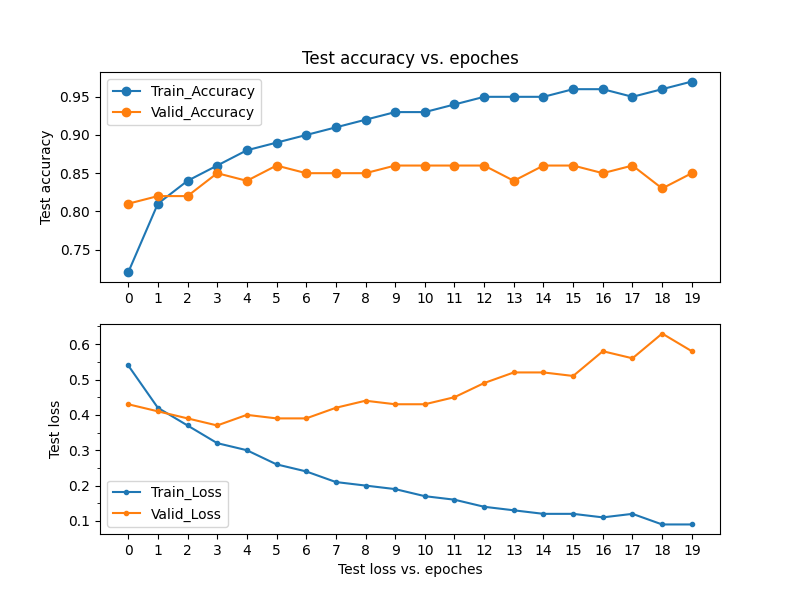 Test accuracy vs. epoches
Train_Accuracy
Valid_Accuracy
Test accuracy
0.95
0.90
0.85
0.80
0.75
0 1 2 3 4 5 6 7 8 9 10 11 12 13 14 15 16 17 18 19
Test loss
0.6
0.5
0.4
0.3
0.2
0.1
Train_Loss
Valid_Loss
0 1 2 3 4 5 6 7 8 9 10 11 12 13 14 15 16 17 18 19
Test loss vs. epoches